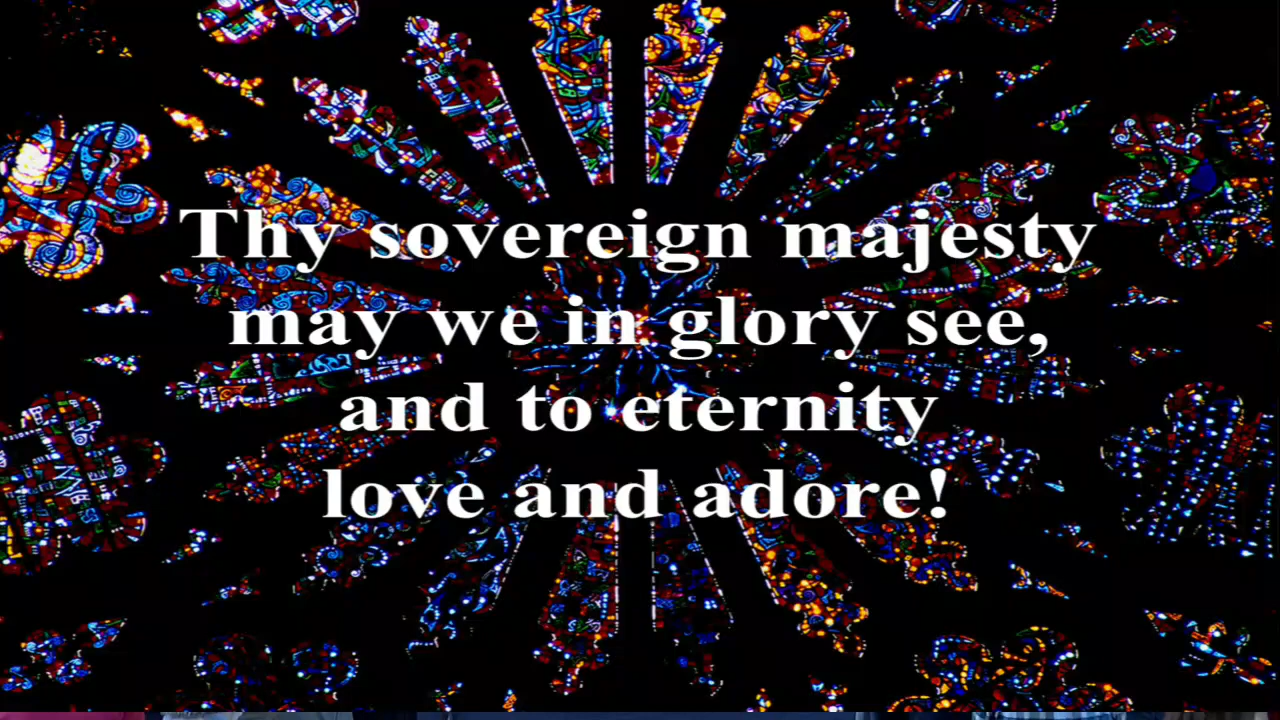 Thy sovereign majesty
may we in glory see,
and to eternity
love and adore!